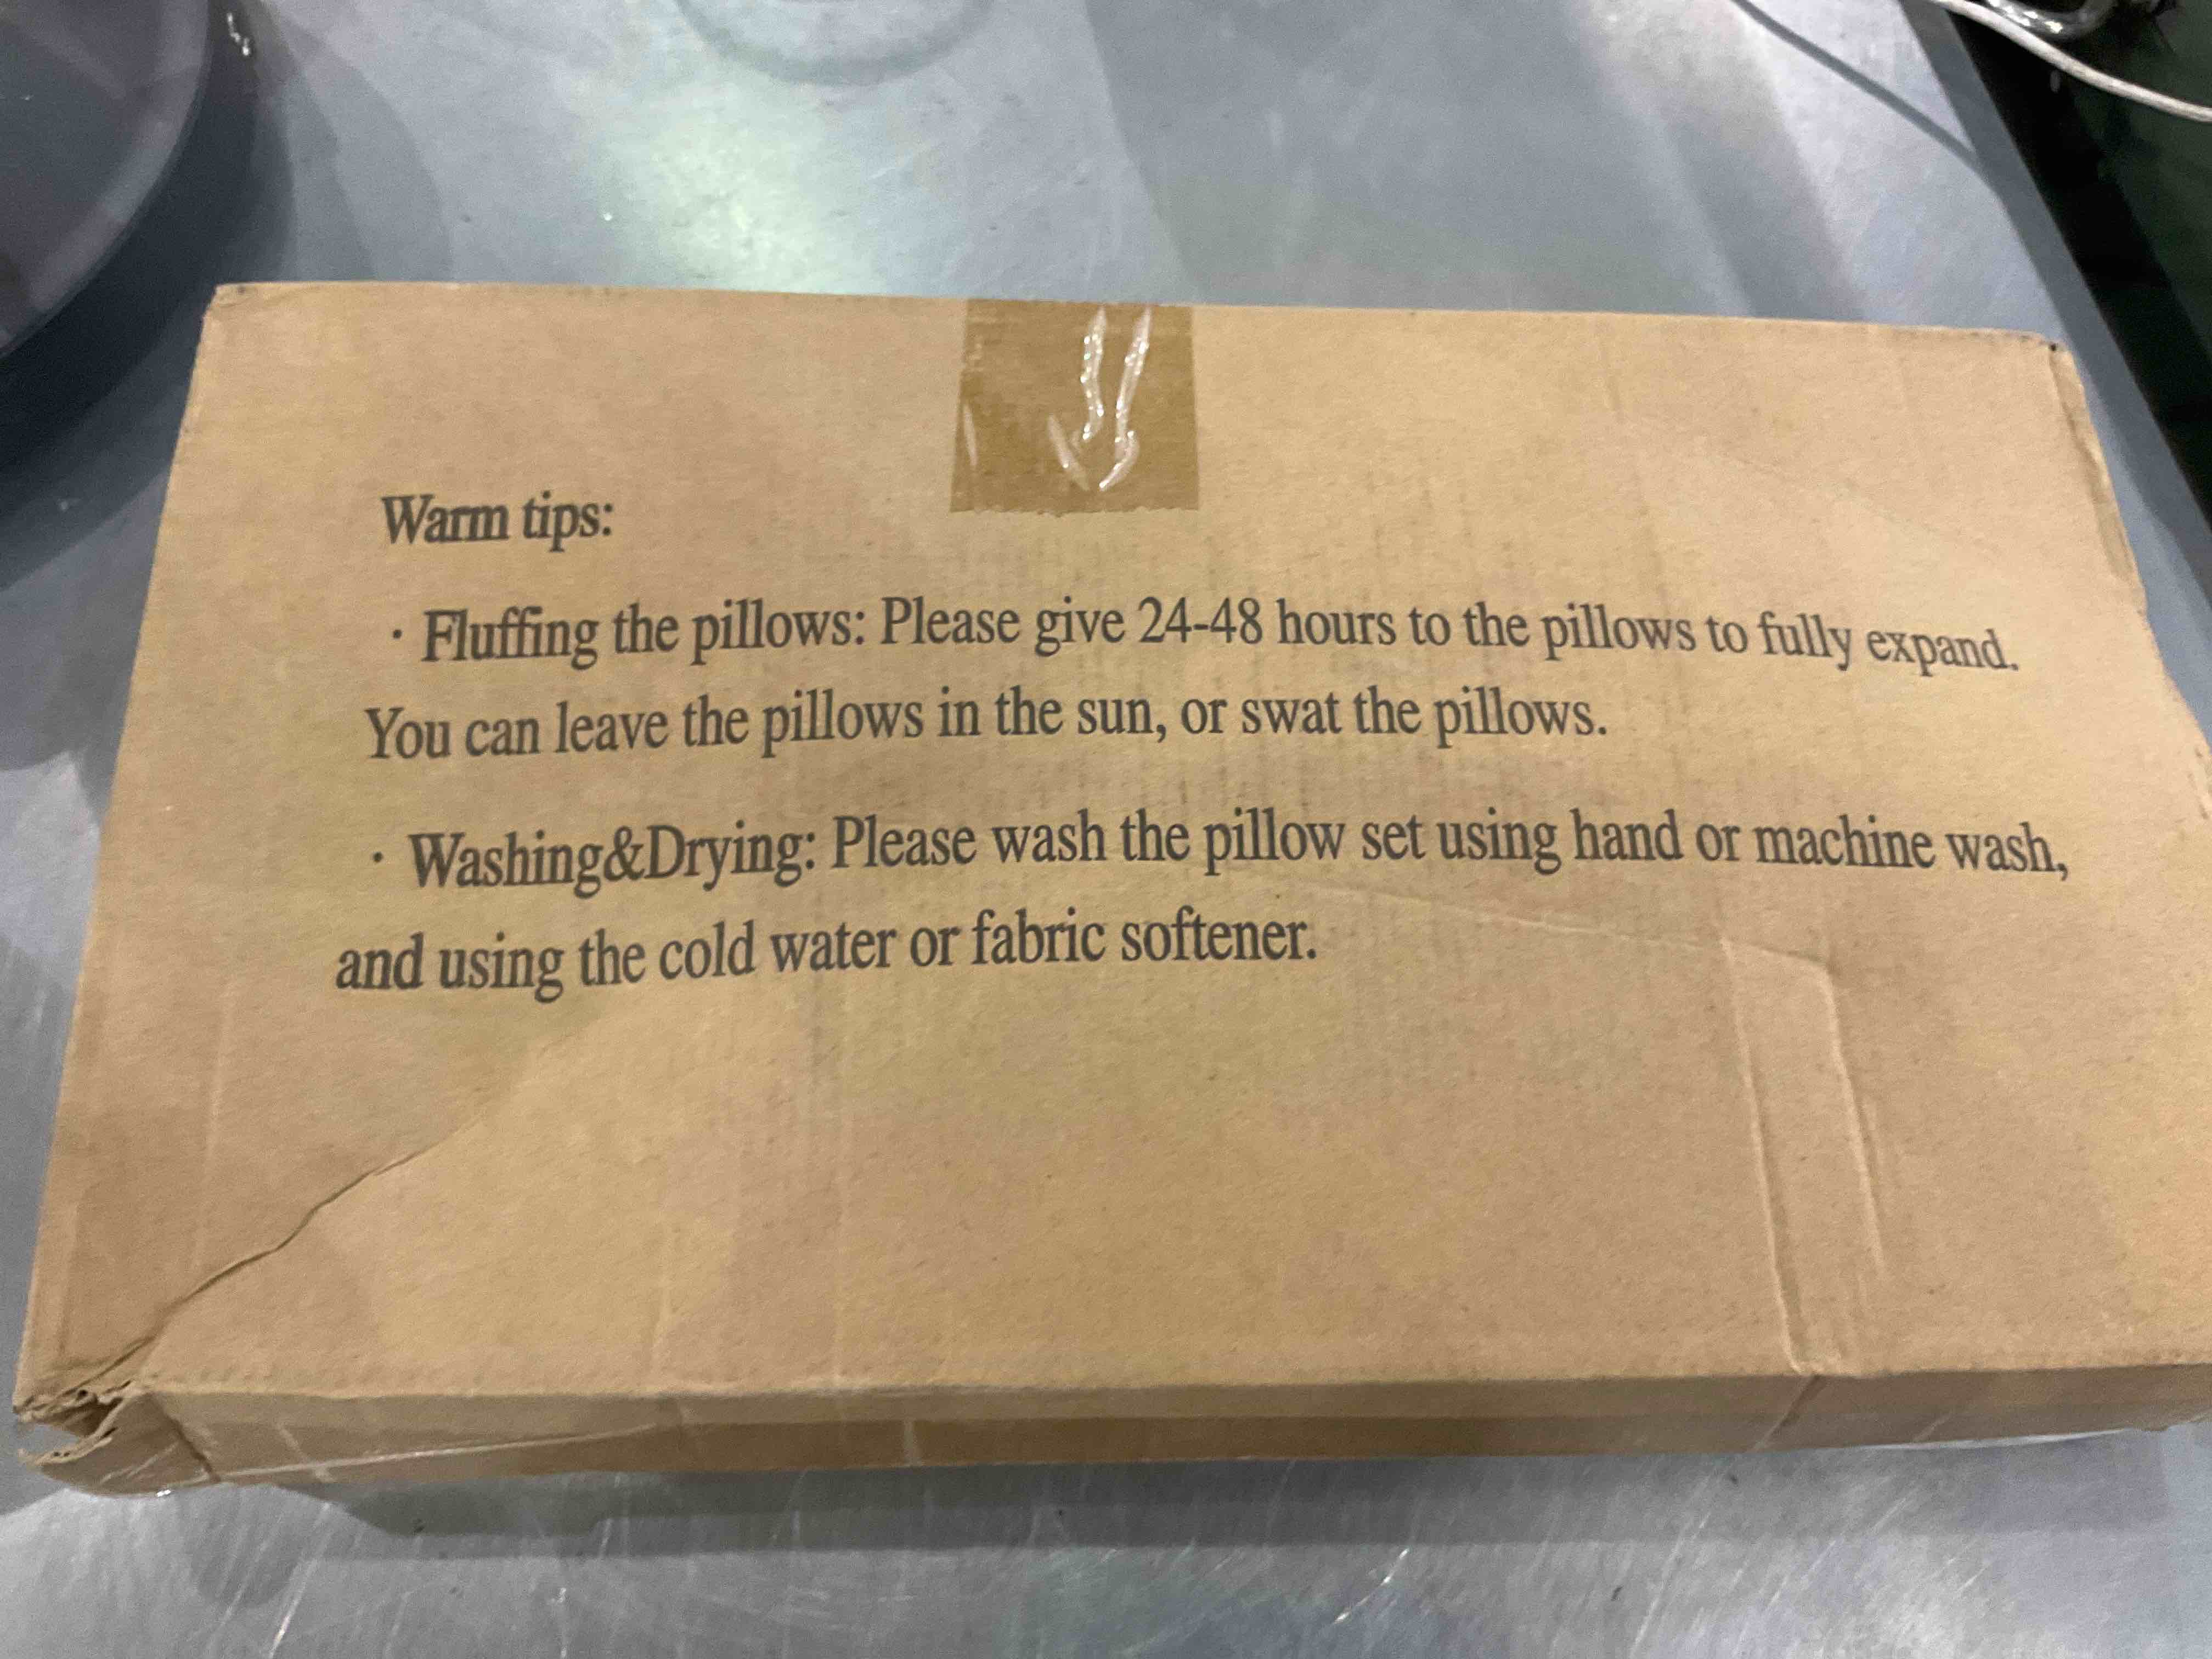 Warm tips:
· Fluffing the pillows: Please give 24-48 hours to the pillows to fully expand.
You can leave the pillows in the sun, or swat the pillows.
· Washing&Drying: Please wash the pillow set using hand or machine wash,
and using the cold water or fabric softener.